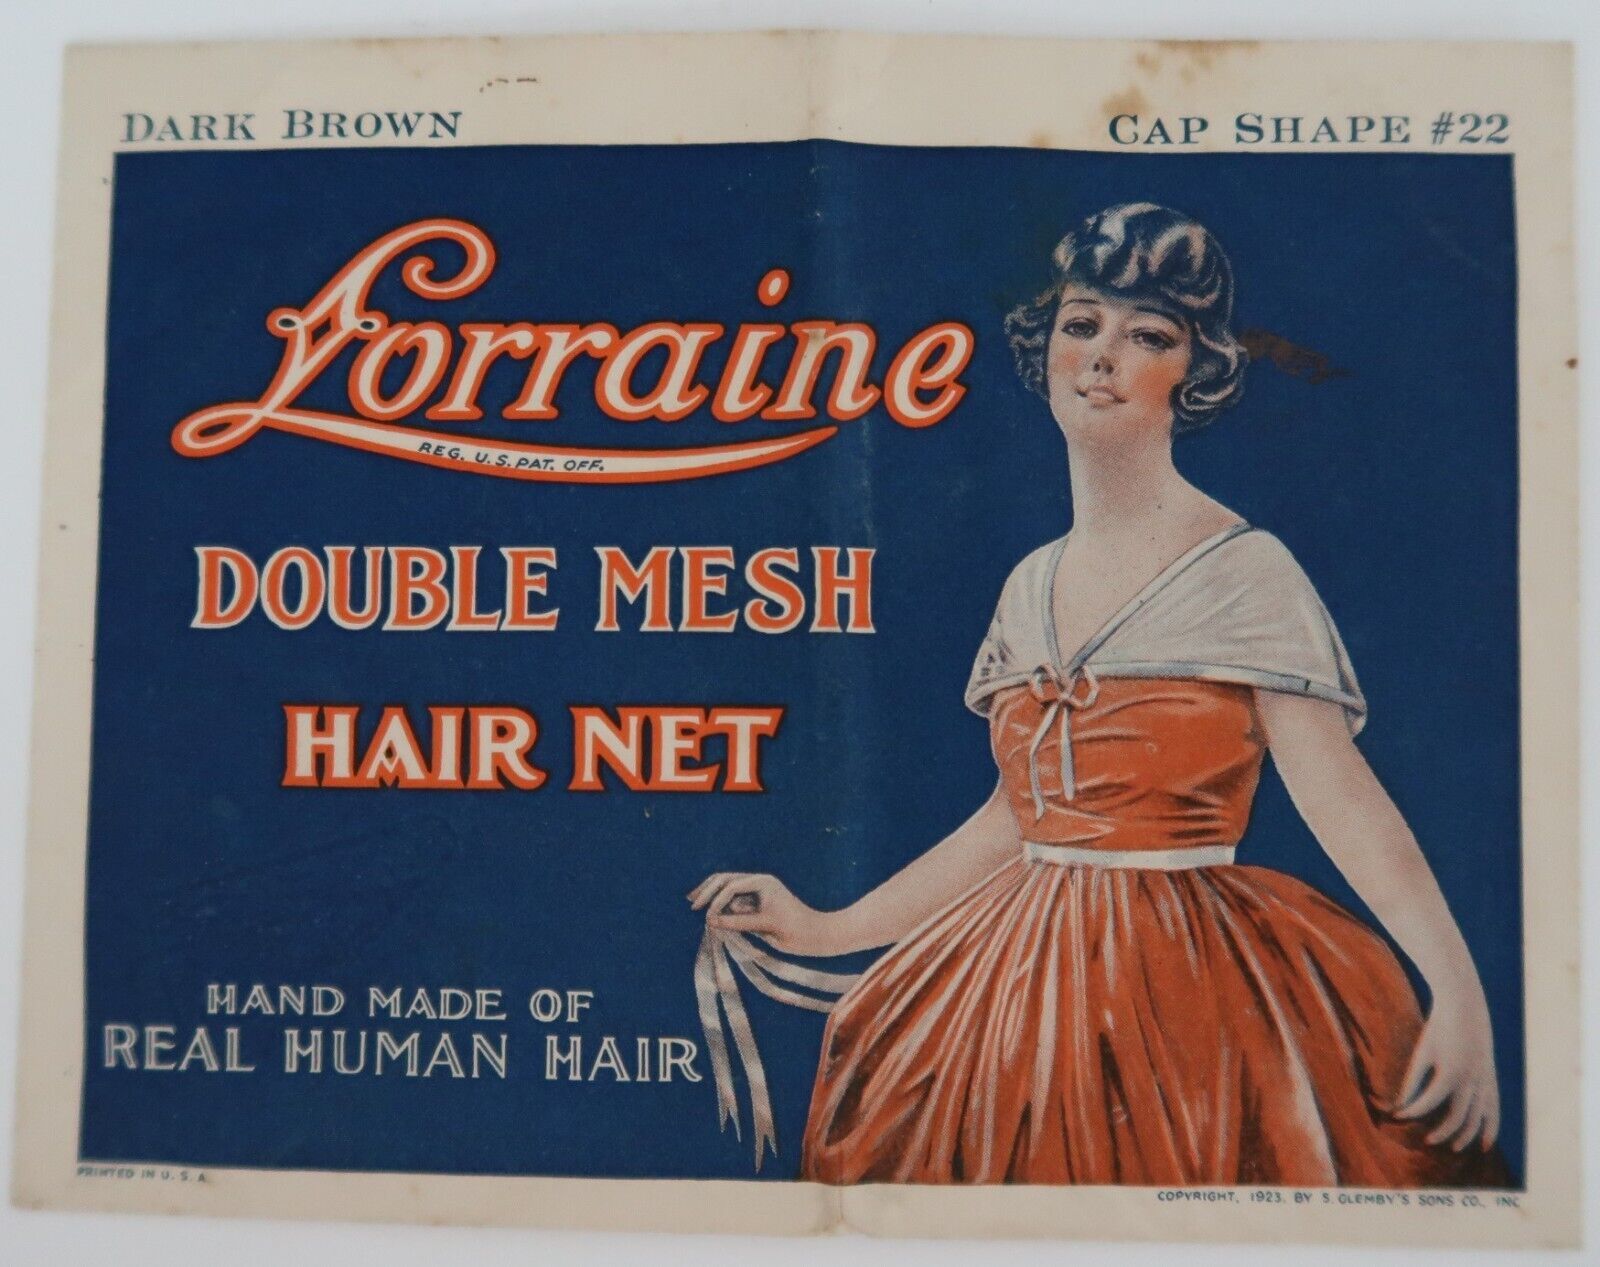 DARK BROWN
CAP SHAPE #22
Lorraine
REG. U.S. PAT. OFF.
DOUBLE MESH
HAIR NET
HAND MADE OF
REAL HUMAN HAIR
PRINTED IN U. S. A.
COPYRIGHT, 1923, BY S. GLEMBY'S SONS CO., INC